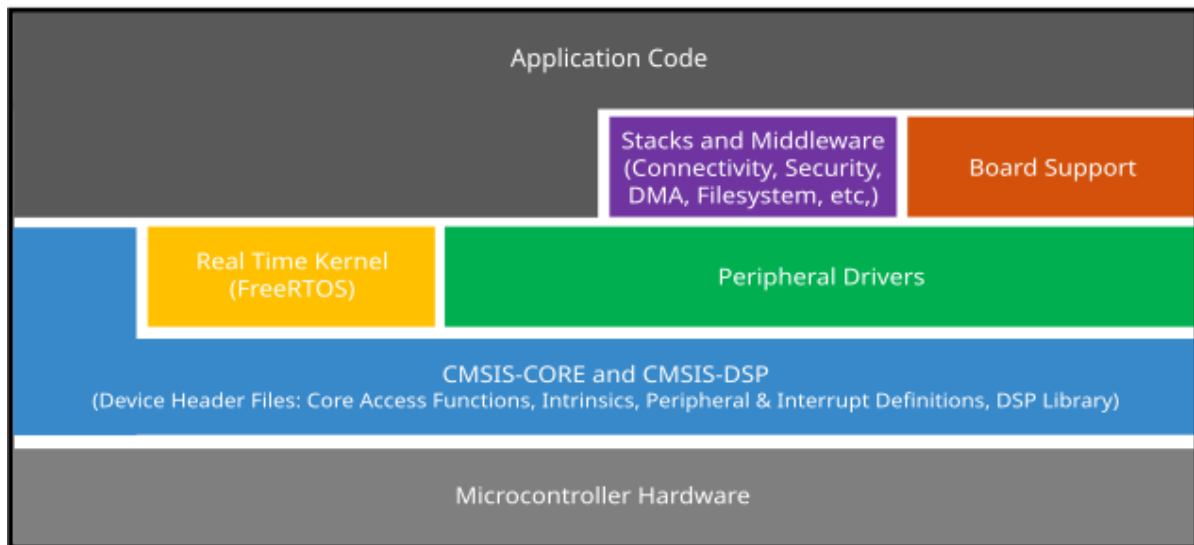 Application Code
Stacks and Middleware
(Connectivity, Security,
DMA, Filesystem, etc,)
Board Support
Real Time Kernel
(FreeRTOS)
Peripheral Drivers
CMSIS-CORE and CMSIS-DSP
(Device Header Files: Core Access Functions, Intrinsics, Peripheral & Interrupt Definitions, DSP Library)
Microcontroller Hardware